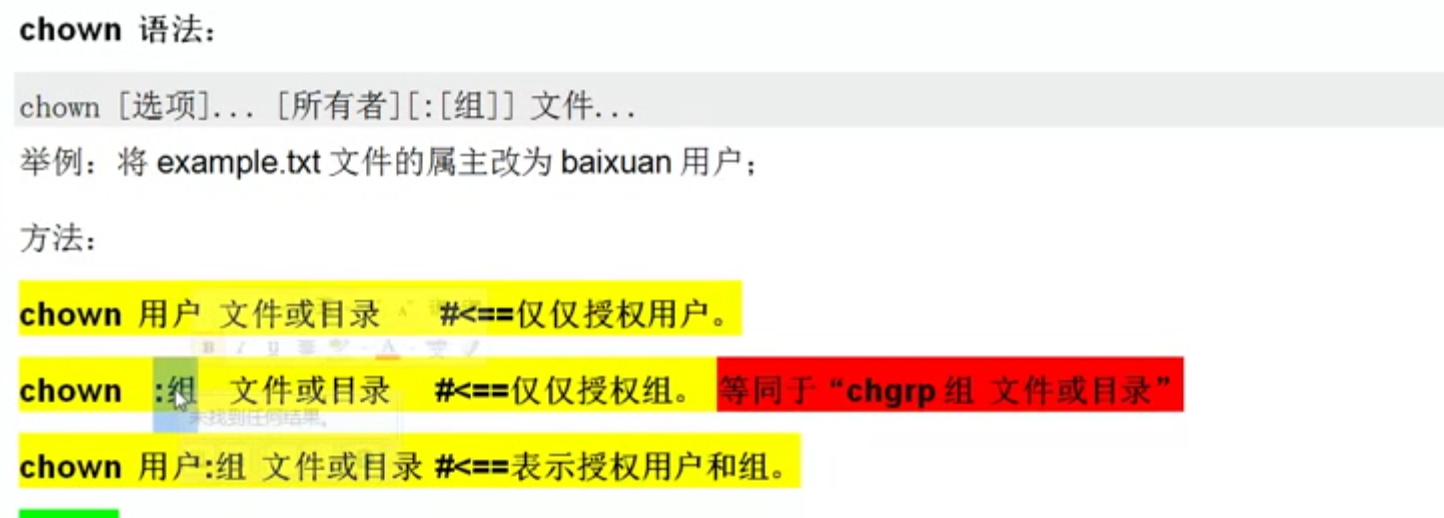 chown 语法：
chown [选项]... [所有者][:[组]] 文件...
举例：将 example.txt 文件的属主改为 baixuan 用户；
方法：
chown 用户 文件或目录 #<==仅仅授权用户。
chown :组 文件或目录 #<==仅仅授权组。 等同于“chgrp 组 文件或目录”
未找到任何结果。
chown 用户:组 文件或目录 #<==表示授权用户和组。